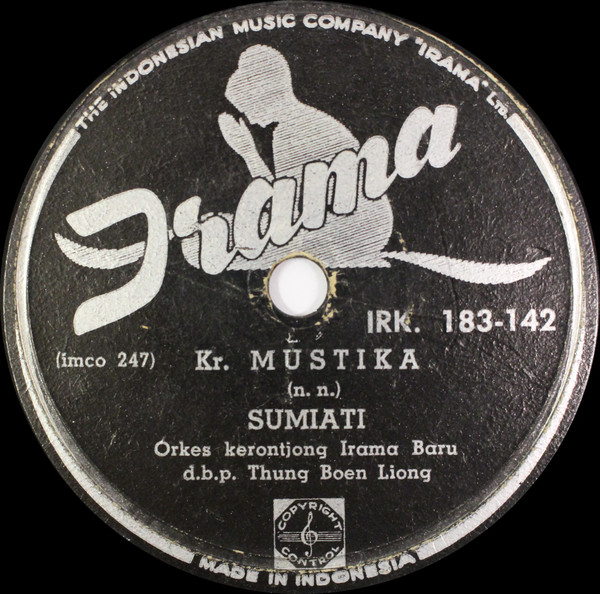 THE INDONESIAN MUSIC COMPANY "IRAMA" LTD.
Irama
IRK. 183-142
(imco 247) Kr. MUSTIKA
(n. n.)
SUMIATI
Orkes kerontjong Irama Baru
d.b.p. Thung Boen Liong
COPYRIGHT
CONTROL
MADE IN INDONESIA